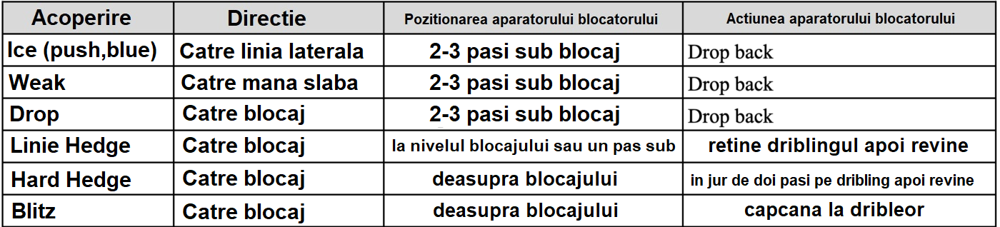 Acoperire Directie Pozitionarea aparatorului blocatorului Actiunea aparatorului blocatorului
Ice (push,blue) Catre linia laterala 2-3 pasi sub blocaj Drop back
Weak Catre mana slaba 2-3 pasi sub blocaj Drop back
Drop Catre blocaj 2-3 pasi sub blocaj Drop back
Linie Hedge Catre blocaj la nivelul blocajului sau un pas sub retine driblingul apoi revine
Hard Hedge Catre blocaj deasupra blocajului in jur de doi pasi pe dribling apoi revine
Blitz Catre blocaj deasupra blocajului capcana la dribleor